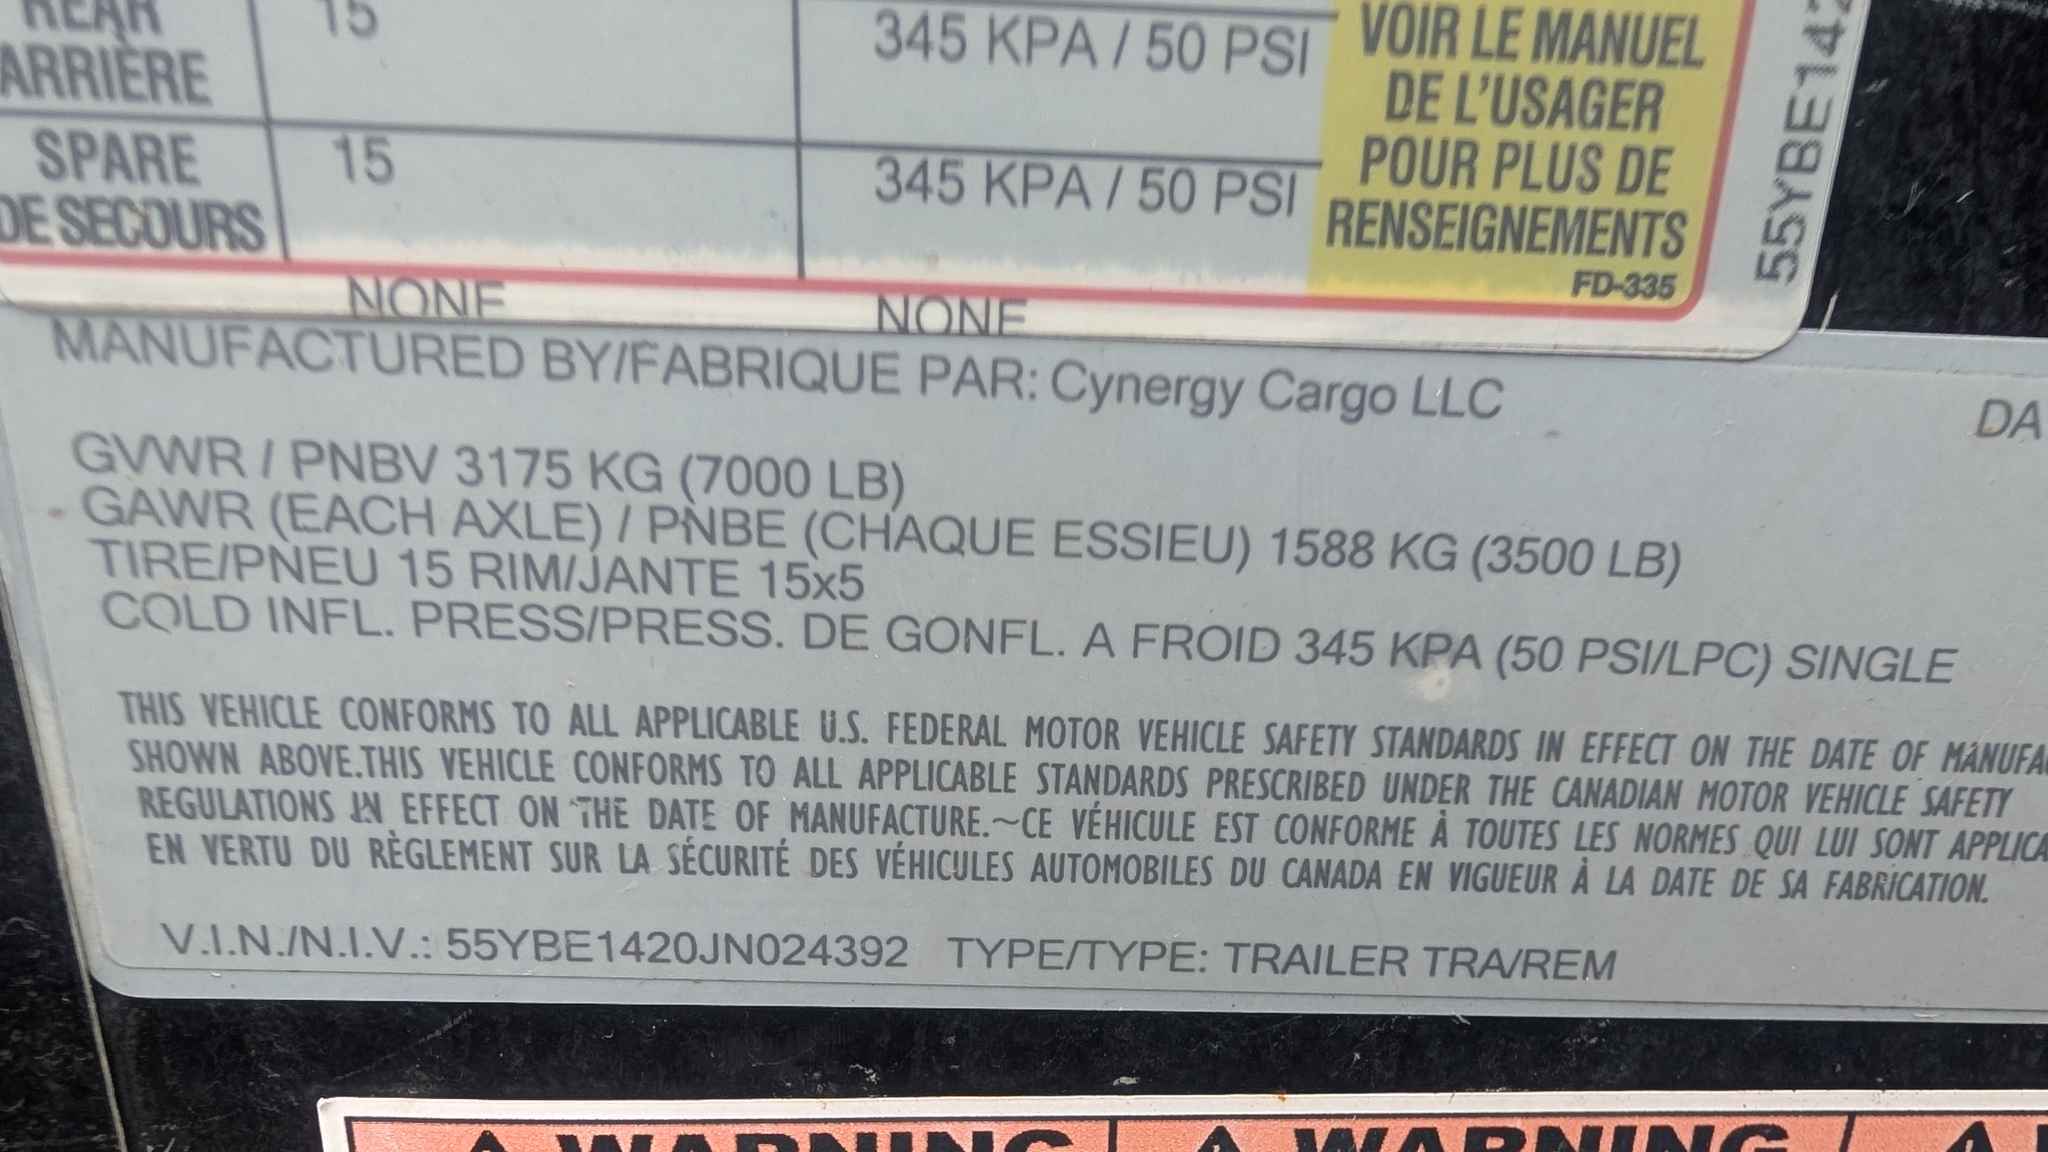 REAR 15 345 KPA / 50 PSI VOIR LE MANUEL
ARRIÈRE DE L'USAGER
SPARE 15 345 KPA / 50 PSI POUR PLUS DE
DE SECOURS RENSEIGNEMENTS
FD-335
55YBE142
NONE NONE
MANUFACTURED BY/FABRIQUE PAR: Cynergy Cargo LLC DA
GVWR / PNBV 3175 KG (7000 LB)
GAWR (EACH AXLE) / PNBE (CHAQUE ESSIEU) 1588 KG (3500 LB)
TIRE/PNEU 15 RIM/JANTE 15x5
COLD INFL. PRESS/PRESS. DE GONFL. A FROID 345 KPA (50 PSI/LPC) SINGLE
THIS VEHICLE CONFORMS TO ALL APPLICABLE U.S. FEDERAL MOTOR VEHICLE SAFETY STANDARDS IN EFFECT ON THE DATE OF MANUFA
SHOWN ABOVE.THIS VEHICLE CONFORMS TO ALL APPLICABLE STANDARDS PRESCRIBED UNDER THE CANADIAN MOTOR VEHICLE SAFETY
REGULATIONS IN EFFECT ON THE DATE OF MANUFACTURE.~CE VÉHICULE EST CONFORME À TOUTES LES NORMES QUI LUI SONT APPLICA
EN VERTU DU RÈGLEMENT SUR LA SÉCURITÉ DES VÉHICULES AUTOMOBILES DU CANADA EN VIGUEUR À LA DATE DE SA FABRICATION.
V.I.N./N.I.V.: 55YBE1420JN024392 TYPE/TYPE: TRAILER TRA/REM
WARNING WARNING